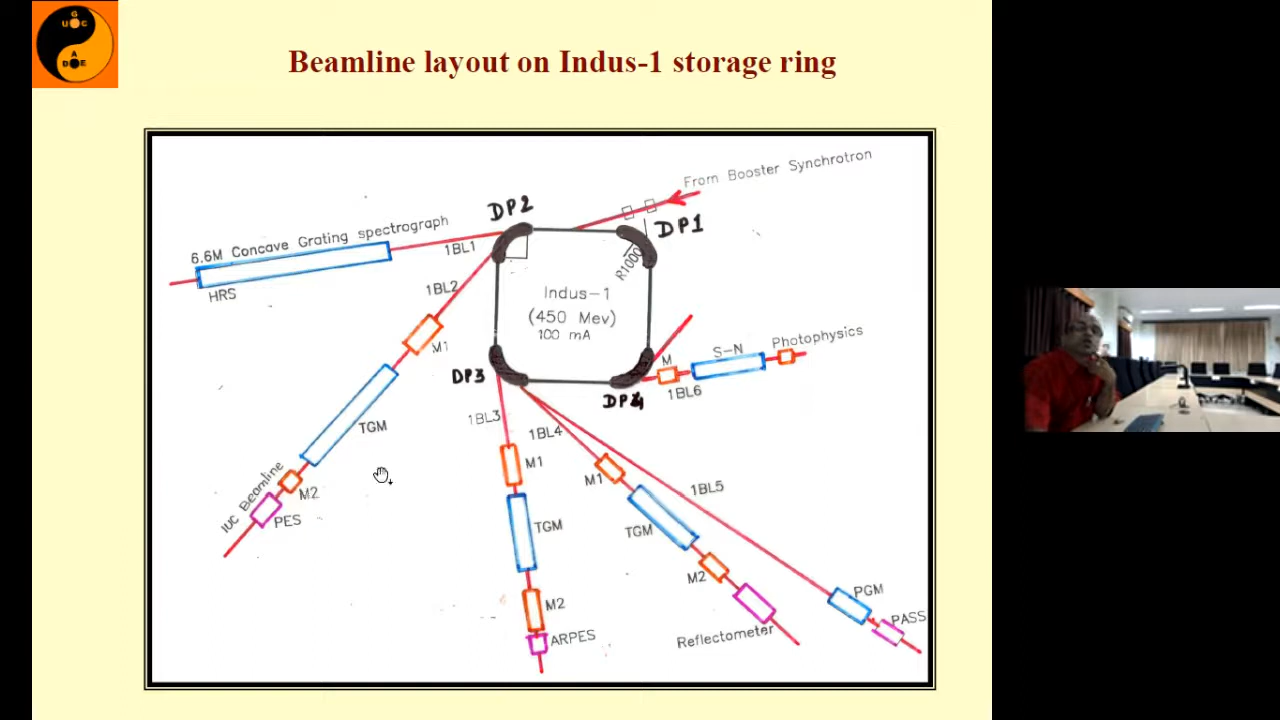 G
U C C
A
D E
Beamline layout on Indus-1 storage ring
From Booster Synchrotron
DP2
DP1
6.6M Concave Grating spectrograph
1BL1
HRS
R1000
1BL2
Indus-1
(450 Mev)
100 mA
M1
Photophysics
S-N
M
1BL6
DP3
DP4
1BL3
1BL4
TGM
M1
M1
IUC Beamline
M2
PES
1BL5
TGM
TGM
M2
PGM
M2
PASS
ARPES
Reflectometer